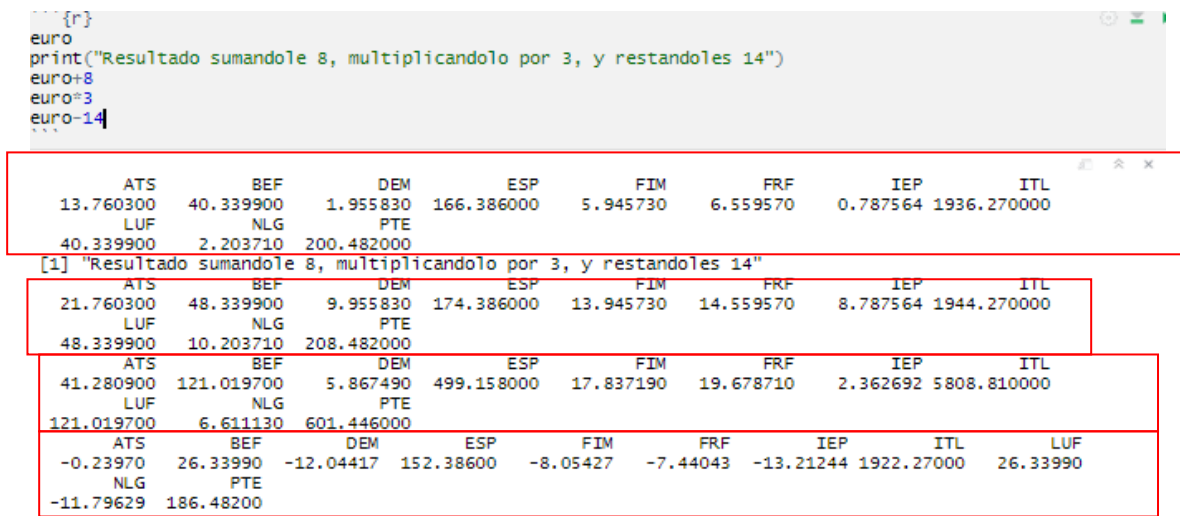 ```{r}
euro
print("Resultado sumandole 8, multiplicandolo por 3, y restandoles 14")
euro+8
euro*3
euro-14
```
ATS BEF DEM ESP FIM FRF IEP ITL
13.760300 40.339900 1.955830 166.386000 5.945730 6.559570 0.787564 1936.270000
LUF NLG PTE
40.339900 2.203710 200.482000
[1] "Resultado sumandole 8, multiplicandolo por 3, y restandoles 14"
ATS BEF DEM ESP FIM FRF IEP ITL
21.760300 48.339900 9.955830 174.386000 13.945730 14.559570 8.787564 1944.270000
LUF NLG PTE
48.339900 10.203710 208.482000
ATS BEF DEM ESP FIM FRF IEP ITL
41.280900 121.019700 5.867490 499.158000 17.837190 19.678710 2.362692 5808.810000
LUF NLG PTE
121.019700 6.611130 601.446000
ATS BEF DEM ESP FIM FRF IEP ITL LUF
-0.23970 26.33990 -12.04417 152.38600 -8.05427 -7.44043 -13.21244 1922.27000 26.33990
NLG PTE
-11.79629 186.48200